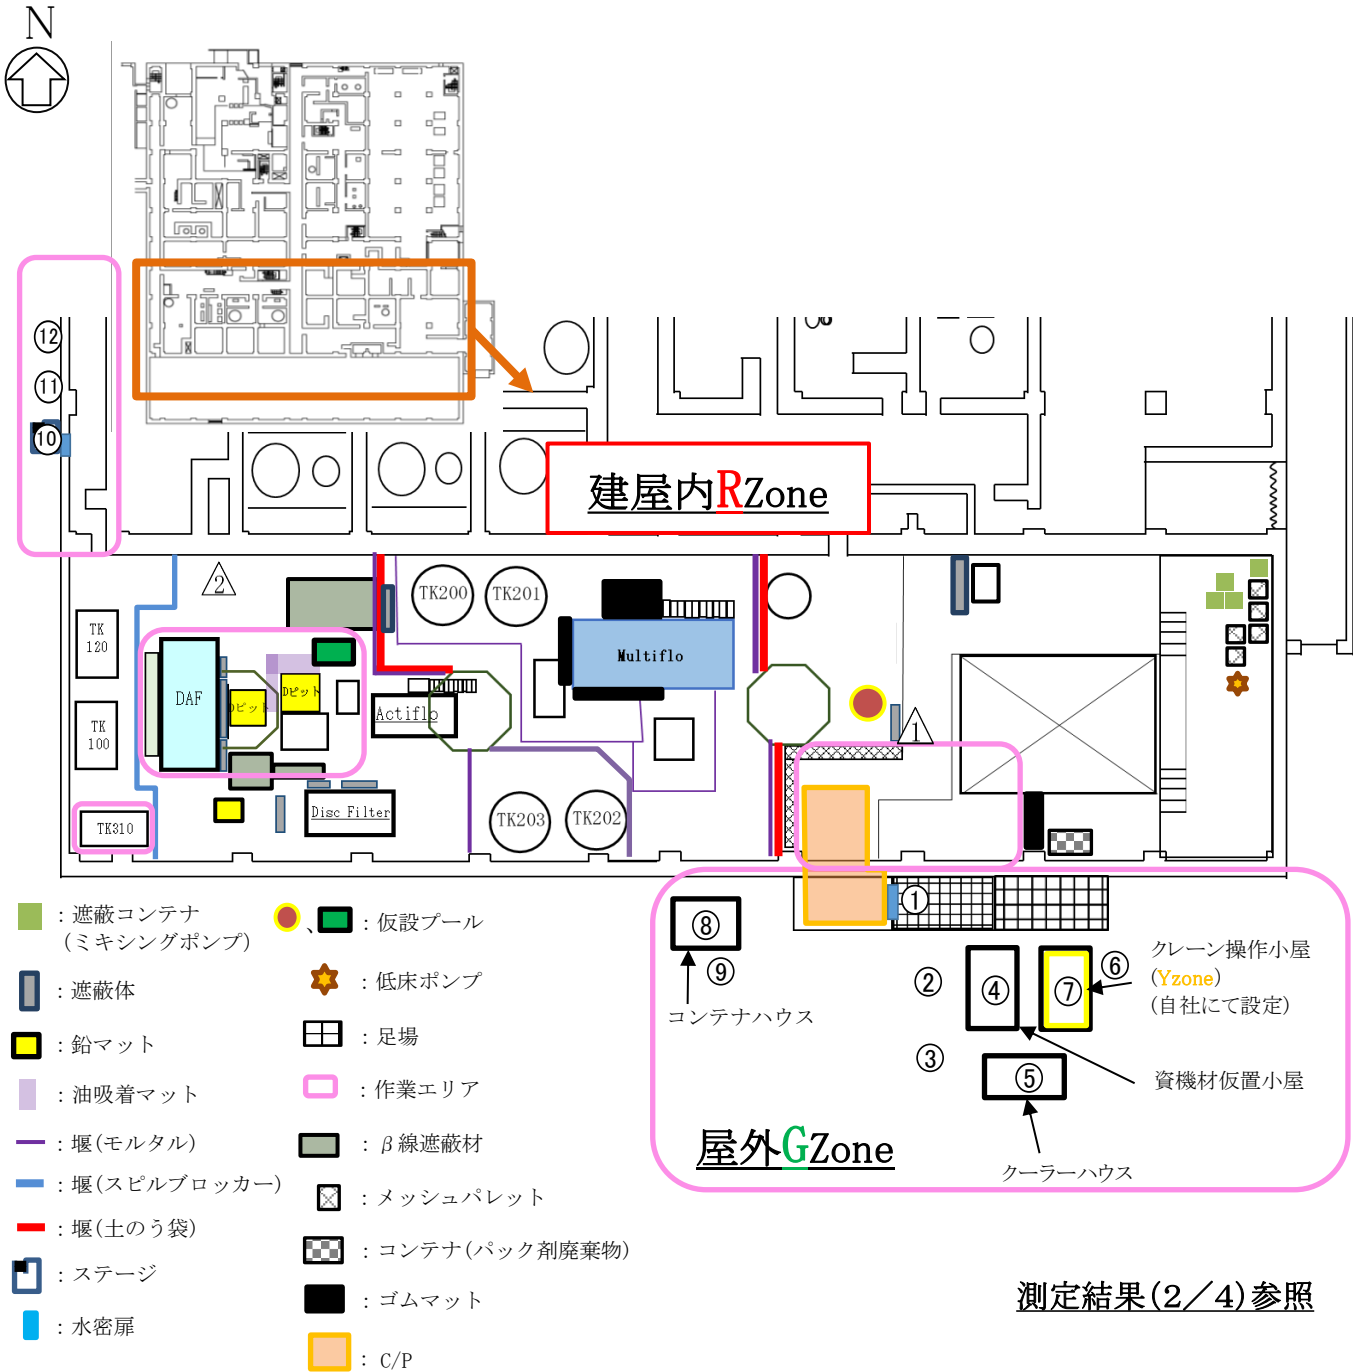 N
⑫
⑪
⑩
建屋内RZone
2
TK200
TK201
TK
120
Multiflo
DAF
Dピット
Dピット
Actiflo
TK
100
1
TK310
Disc Filter
TK203
TK202
①
⑧
⑨
コンテナハウス
②
③
④
⑦
⑥
⑤
クレーン操作小屋
(Yzone)
(自社にて設定)
資機材仮置小屋
クーラーハウス
屋外GZone
：遮蔽コンテナ
(ミキシングポンプ)
：遮蔽体
：鉛マット
：油吸着マット
：堰(モルタル)
：堰(スピルブロッカー)
：堰(土のう袋)
：ステージ
：水密扉
、
：仮設プール
：低床ポンプ
：足場
：作業エリア
：β線遮蔽材
：メッシュパレット
：コンテナ(パック剤廃棄物)
：ゴムマット
：C/P
測定結果(2／4)参照